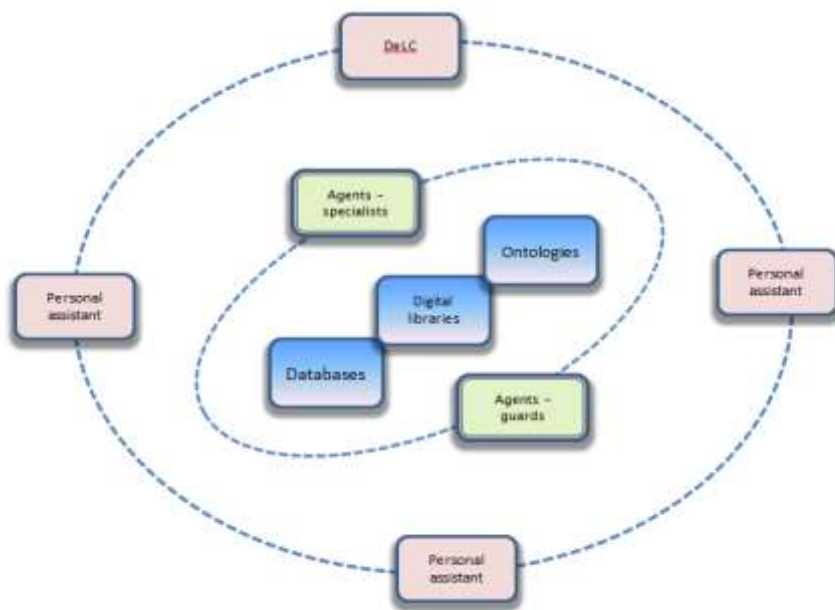 DeLC
Agents –
specialists
Ontologies
Personal
assistant
Personal
assistant
Digital
libraries
Databases
Agents –
guards
Personal
assistant